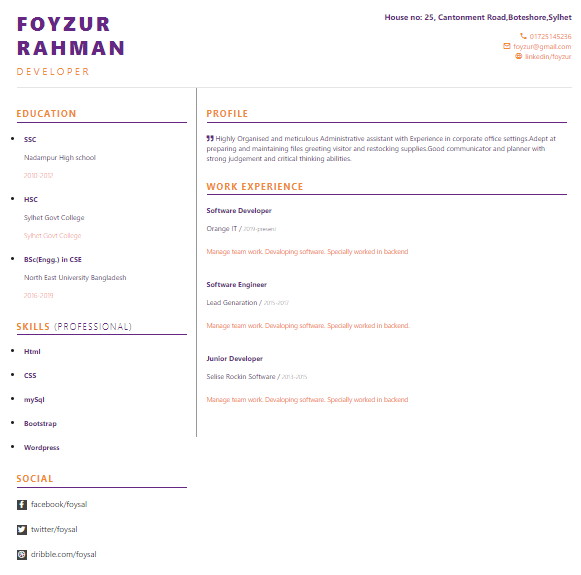 FOYZUR
RAHMAN
DEVELOPER
House no: 25, Cantonment Road,Boteshore,Sylhet
01725145236
foyzur@gmail.com
linkedin/foyzur
EDUCATION
SSC
Nadampur High school
2010-2012
HSC
Sylhet Govt College
Sylhet Govt College
BSc(Engg.) in CSE
North East University Bangladesh
2016-2019
SKILLS (PROFESSIONAL)
Html
CSS
mySql
Bootstrap
Wordpress
SOCIAL
facebook/foysal
twitter/foysal
dribble.com/foysal
PROFILE
Highly Organised and meticulous Administrative assistant with Experience in corporate office settings.Adept at
preparing and maintaining files greeting visitor and restocking supplies.Good communicator and planner with
strong judgement and critical thinking abilities.
WORK EXPERIENCE
Software Developer
Orange IT / 2019-present
Manage team work. Developing software. Specially worked in backend
Software Engineer
Lead Genaration / 2015-2017
Manage team work. Developing software. Specially worked in backend.
Junior Developer
Selise Rockin Software / 2013-2015
Manage team work. Developing software. Specially worked in backend